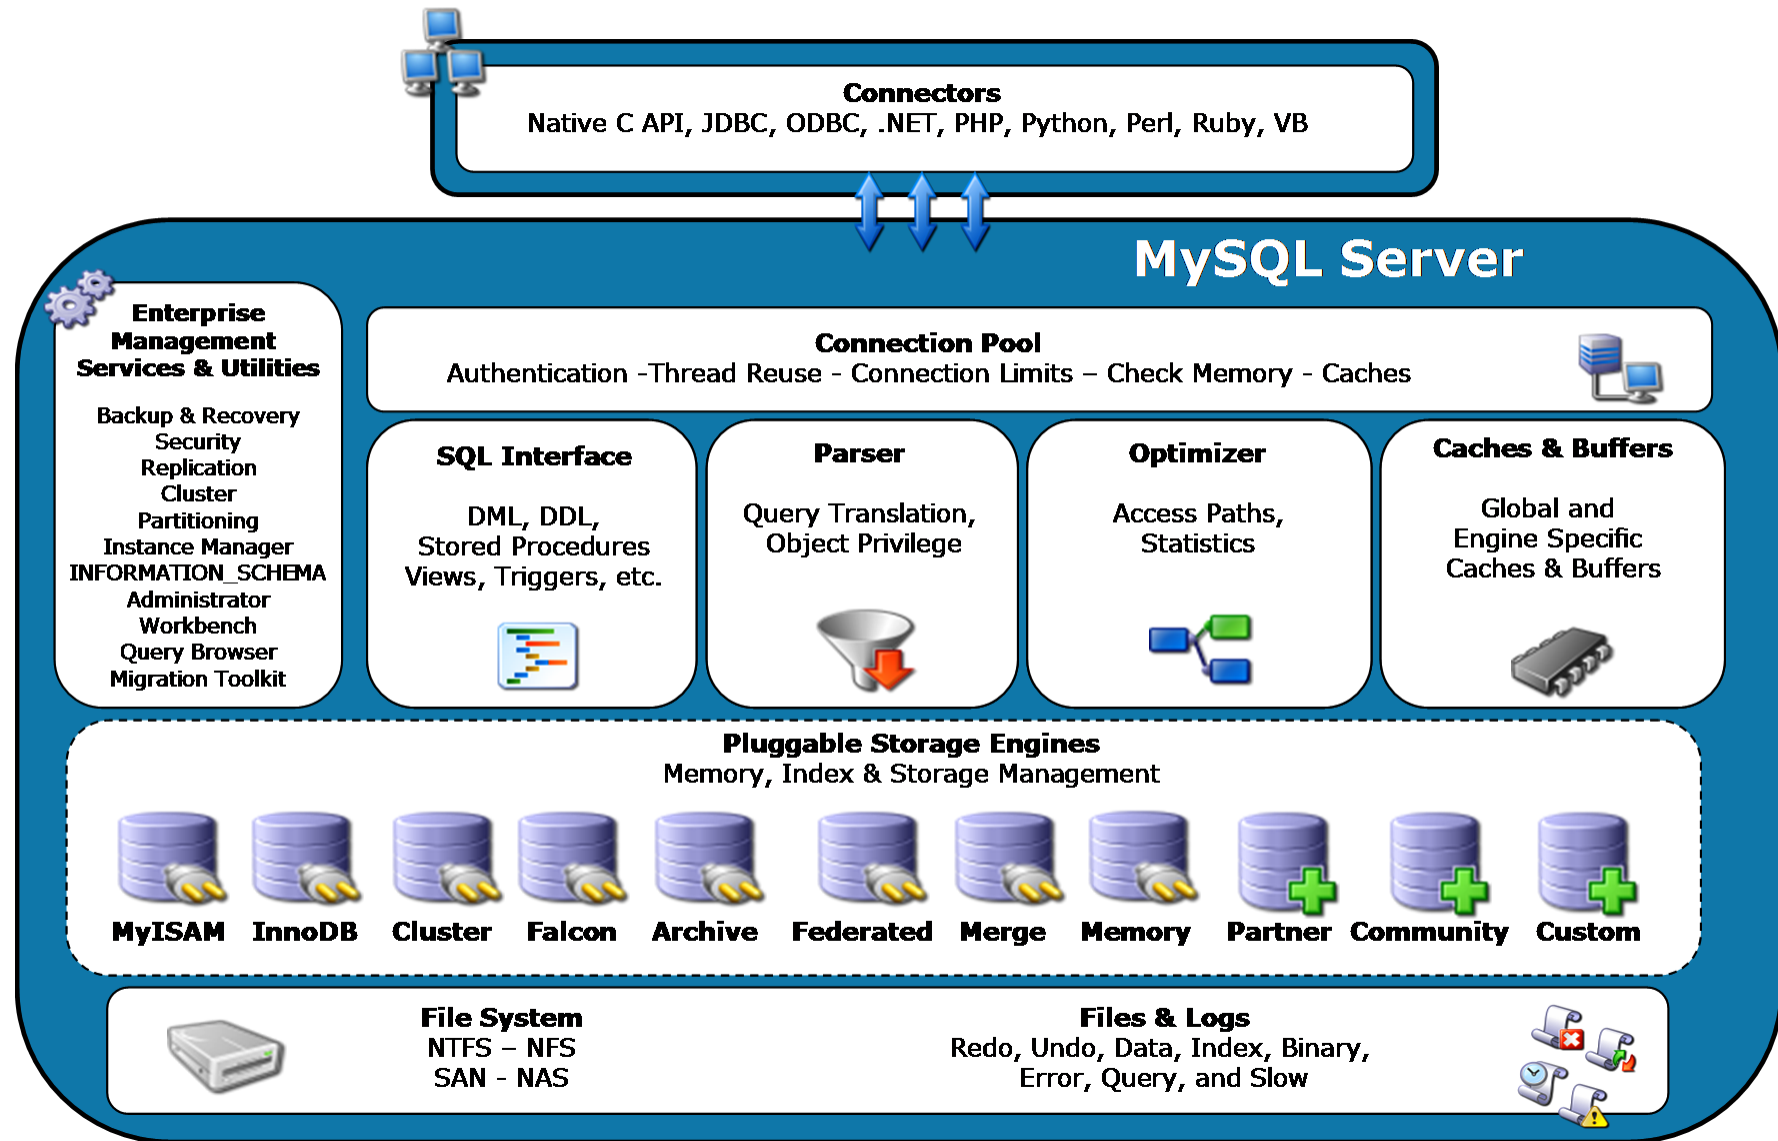 Connectors
Native C API, JDBC, ODBC, .NET, PHP, Python, Perl, Ruby, VB
MySQL Server
Enterprise
Management
Services & Utilities
Backup & Recovery
Security
Replication
Cluster
Partitioning
Instance Manager
INFORMATION_SCHEMA
Administrator
Workbench
Query Browser
Migration Toolkit
Connection Pool
Authentication -Thread Reuse - Connection Limits – Check Memory - Caches
SQL Interface
DML, DDL,
Stored Procedures
Views, Triggers, etc.
Parser
Query Translation,
Object Privilege
Optimizer
Access Paths,
Statistics
Caches & Buffers
Global and
Engine Specific
Caches & Buffers
Pluggable Storage Engines
Memory, Index & Storage Management
MyISAM InnoDB Cluster Falcon Archive Federated Merge Memory Partner Community Custom
File System
NTFS – NFS
SAN - NAS
Files & Logs
Redo, Undo, Data, Index, Binary,
Error, Query, and Slow